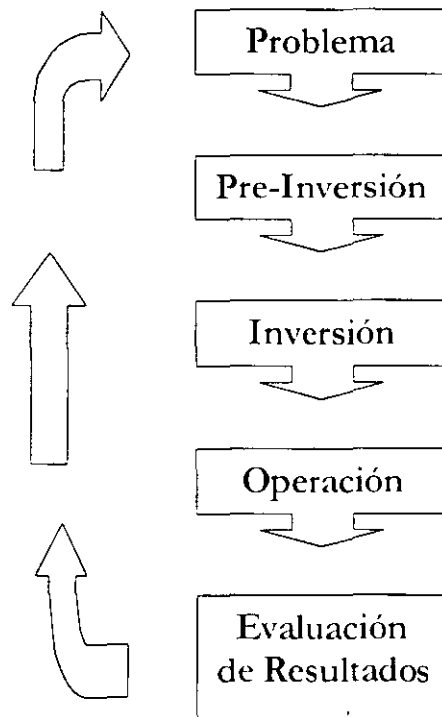 Problema
Pre-Inversión
Inversión
Operación
Evaluación
de Resultados